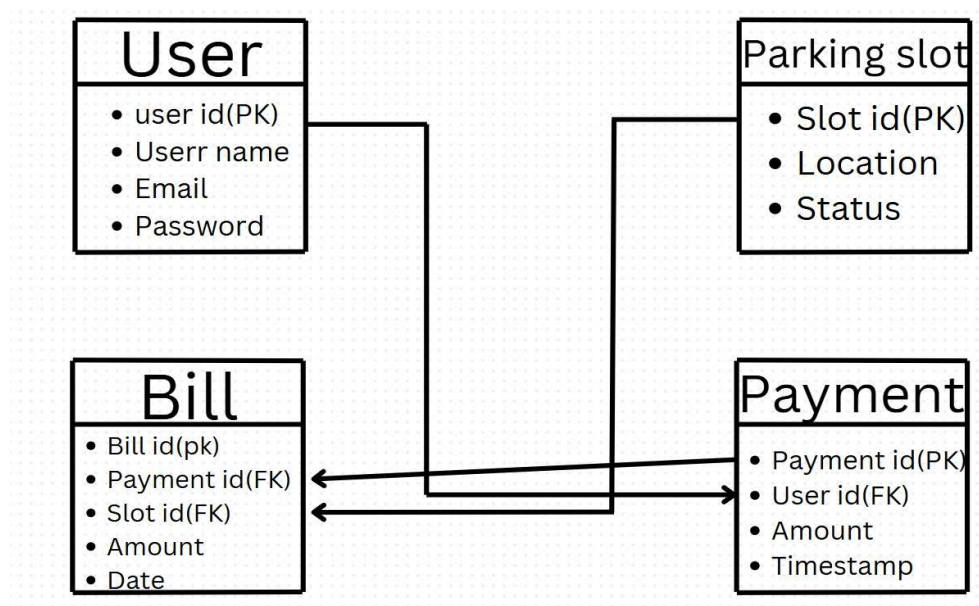 User
• user id(PK)
• Userr name
• Email
• Password
Parking slot
• Slot id(PK)
• Location
• Status
Bill
• Bill id(pk)
• Payment id(FK)
• Slot id(FK)
• Amount
• Date
Payment
• Payment id(PK)
• User id(FK)
• Amount
• Timestamp